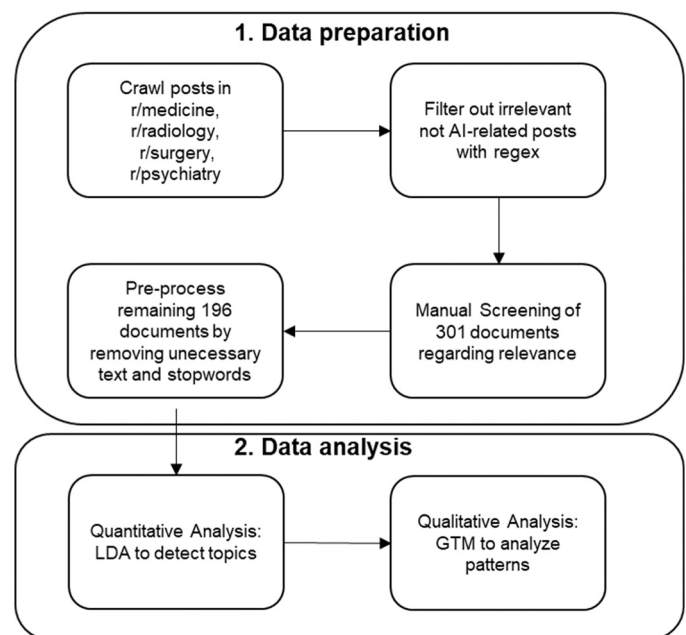 1. Data preparation
Crawl posts in
r/medicine,
r/radiology,
r/surgery,
r/psychiatry
Filter out irrelevant
not AI-related posts
with regex
Manual Screening of
301 documents
regarding relevance
Pre-process
remaining 196
documents by
removing unecessary
text and stopwords
2. Data analysis
Quantitative Analysis:
LDA to detect topics
Qualitative Analysis:
GTM to analyze
patterns